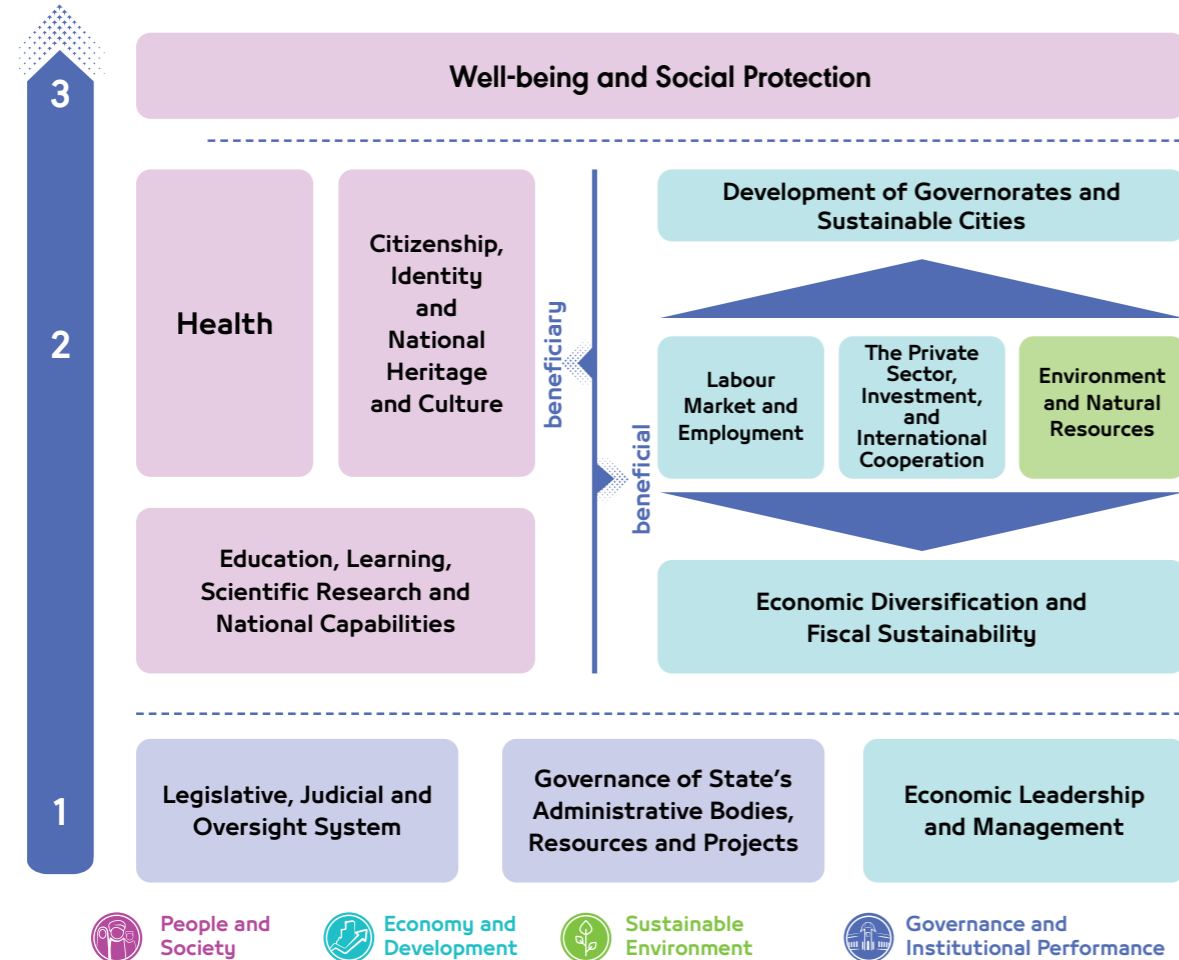 3
Well-being and Social Protection
2
Health
Citizenship,
Identity
and
National
Heritage
and Culture
Education, Learning,
Scientific Research and
National Capabilities
beneficiary
beneficial
Development of Governorates and
Sustainable Cities
Labour
Market and
Employment
The Private
Sector,
Investment,
and
International
Cooperation
Environment
and Natural
Resources
Economic Diversification and
Fiscal Sustainability
1
Legislative, Judicial and
Oversight System
Governance of State's
Administrative Bodies,
Resources and Projects
Economic Leadership
and Management
People and
Society
Economy and
Development
Sustainable
Environment
Governance and
Institutional Performance